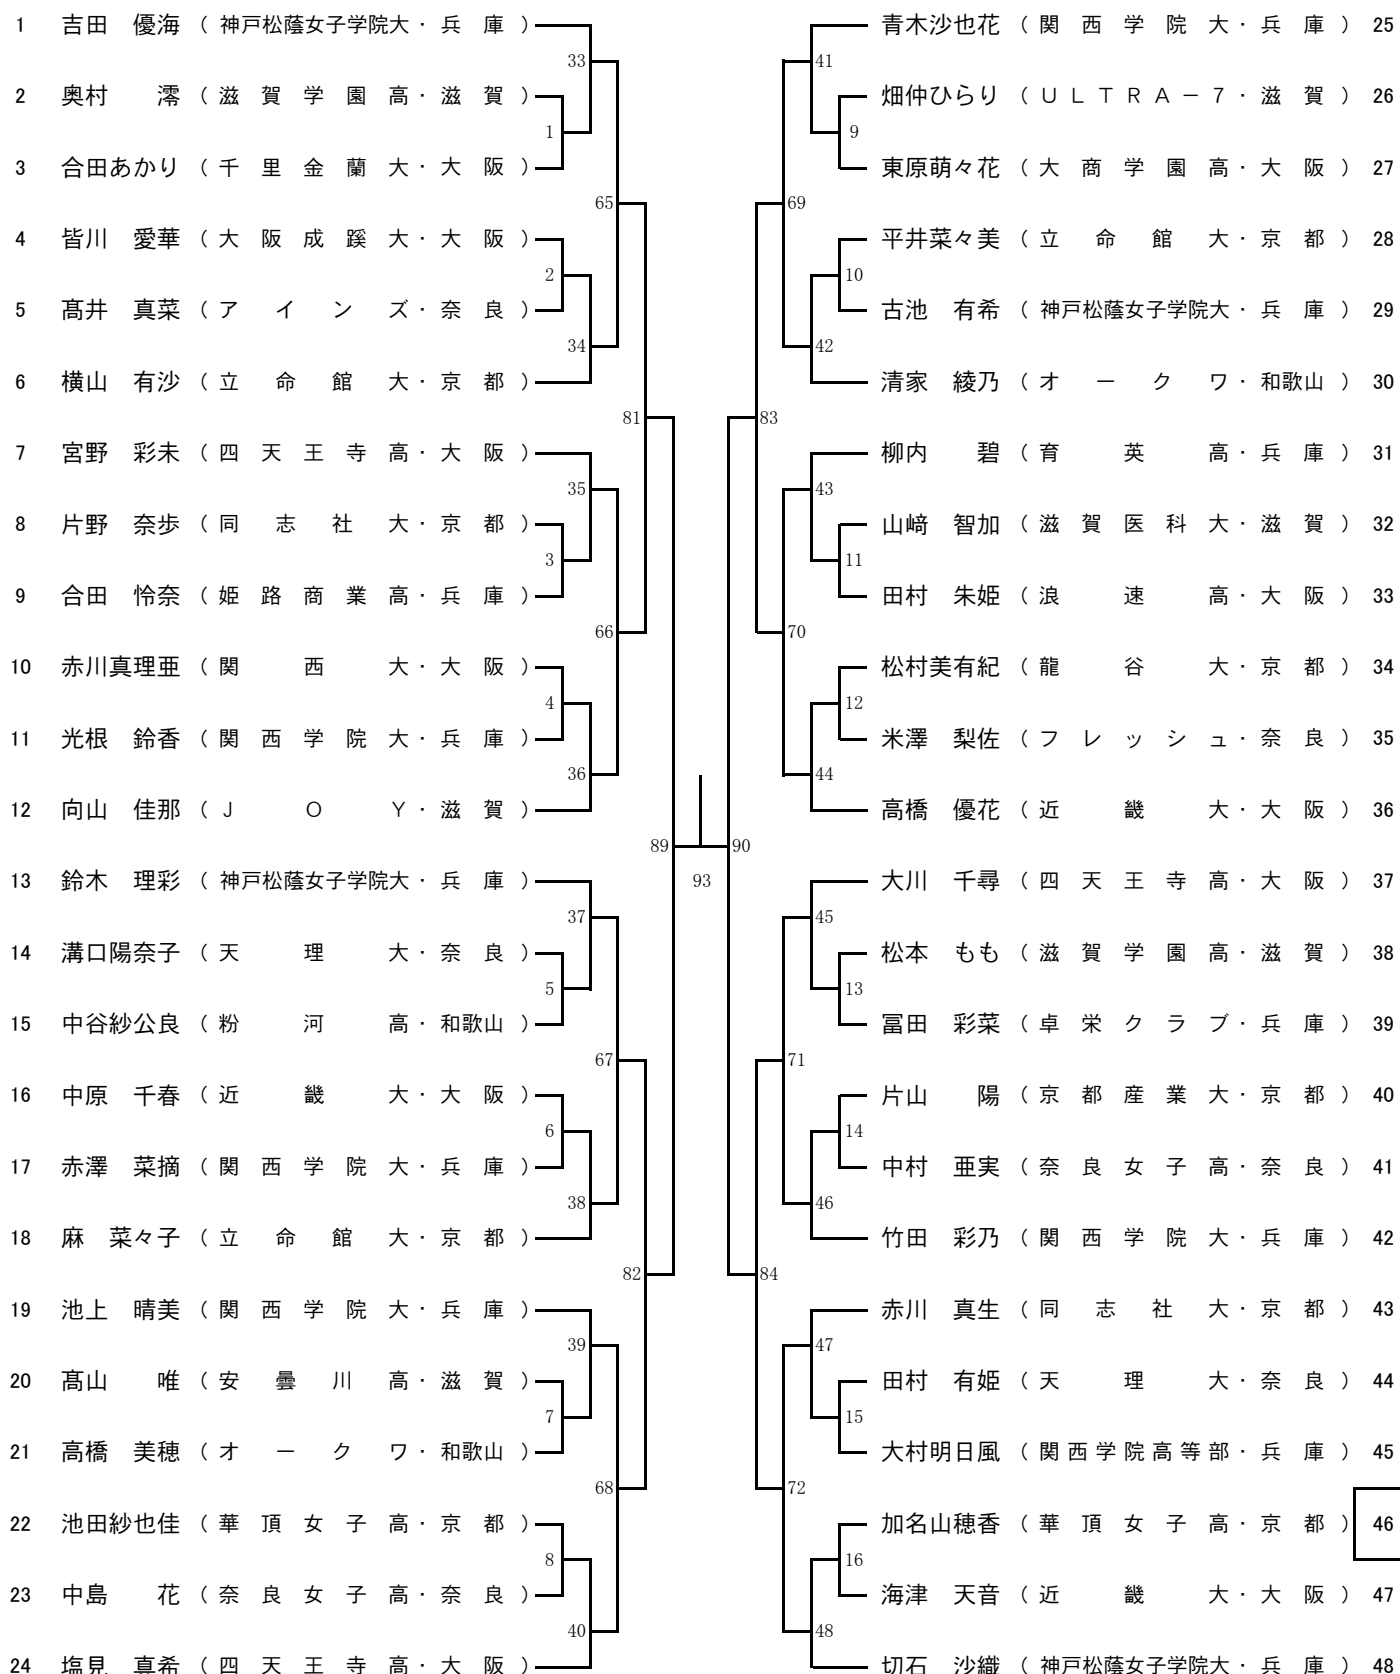 1 吉田 優海 （神戸松蔭女子学院大・兵 庫）
33
2 奥村 澪 （滋賀学園高・滋 賀）
1
3 合田あかり （千里金蘭大・大 阪）
65
4 皆川 愛華 （大阪成蹊大・大 阪）
2
5 髙井 真菜 （アインズ・奈 良）
34
6 横山 有沙 （立命館大・京 都）
81
7 宮野 彩未 （四天王寺高・大 阪）
35
8 片野 奈歩 （同志社大・京 都）
3
9 合田 怜奈 （姫路商業高・兵 庫）
66
10 赤川真理亜 （関西大・大 阪）
4
11 光根 鈴香 （関西学院大・兵 庫）
36
12 向山 佳那 （ＪＯＹ・滋 賀）
89
13 鈴木 理彩 （神戸松蔭女子学院大・兵 庫）
37
14 溝口陽奈子 （天理大・奈 良）
5
15 中谷紗公良 （粉河高・和歌山）
67
16 中原 千春 （近畿大・大 阪）
6
17 赤澤 菜摘 （関西学院大・兵 庫）
38
18 麻 菜々子 （立命館大・京 都）
82
19 池上 晴美 （関西学院大・兵 庫）
39
20 髙山 唯 （安曇川高・滋 賀）
7
21 高橋 美穂 （オークワ・和歌山）
68
22 池田紗也佳 （華頂女子高・京 都）
8
23 中島 花 （奈良女子高・奈 良）
40
24 塩見 真希 （四天王寺高・大 阪）
93
青木沙也花 （関西学院大・兵 庫） 25
41
畑仲ひらり （ＵＬＴＲＡ－７・滋 賀） 26
9
東原萌々花 （大商学園高・大 阪） 27
69
平井菜々美 （立命館大・京 都） 28
10
古池 有希 （神戸松蔭女子学院大・兵 庫） 29
42
清家 綾乃 （オークワ・和歌山） 30
83
柳内 碧 （育英高・兵 庫） 31
43
山﨑 智加 （滋賀医科大・滋 賀） 32
11
田村 朱姫 （浪速高・大 阪） 33
70
松村美有紀 （龍谷大・京 都） 34
12
米澤 梨佐 （フレッシュ・奈 良） 35
44
高橋 優花 （近畿大・大 阪） 36
90
大川 千尋 （四天王寺高・大 阪） 37
45
松本 もも （滋賀学園高・滋 賀） 38
13
冨田 彩菜 （卓栄クラブ・兵 庫） 39
71
片山 陽 （京都産業大・京 都） 40
14
中村 亜実 （奈良女子高・奈 良） 41
46
竹田 彩乃 （関西学院大・兵 庫） 42
84
赤川 真生 （同志社大・京 都） 43
47
田村 有姫 （天理大・奈 良） 44
15
大村明日風 （関西学院高等部・兵 庫） 45
72
加名山穂香 （華頂女子高・京 都） 46
16
海津 天音 （近畿大・大 阪） 47
48
切石 沙織 （神戸松蔭女子学院大・兵 庫） 48